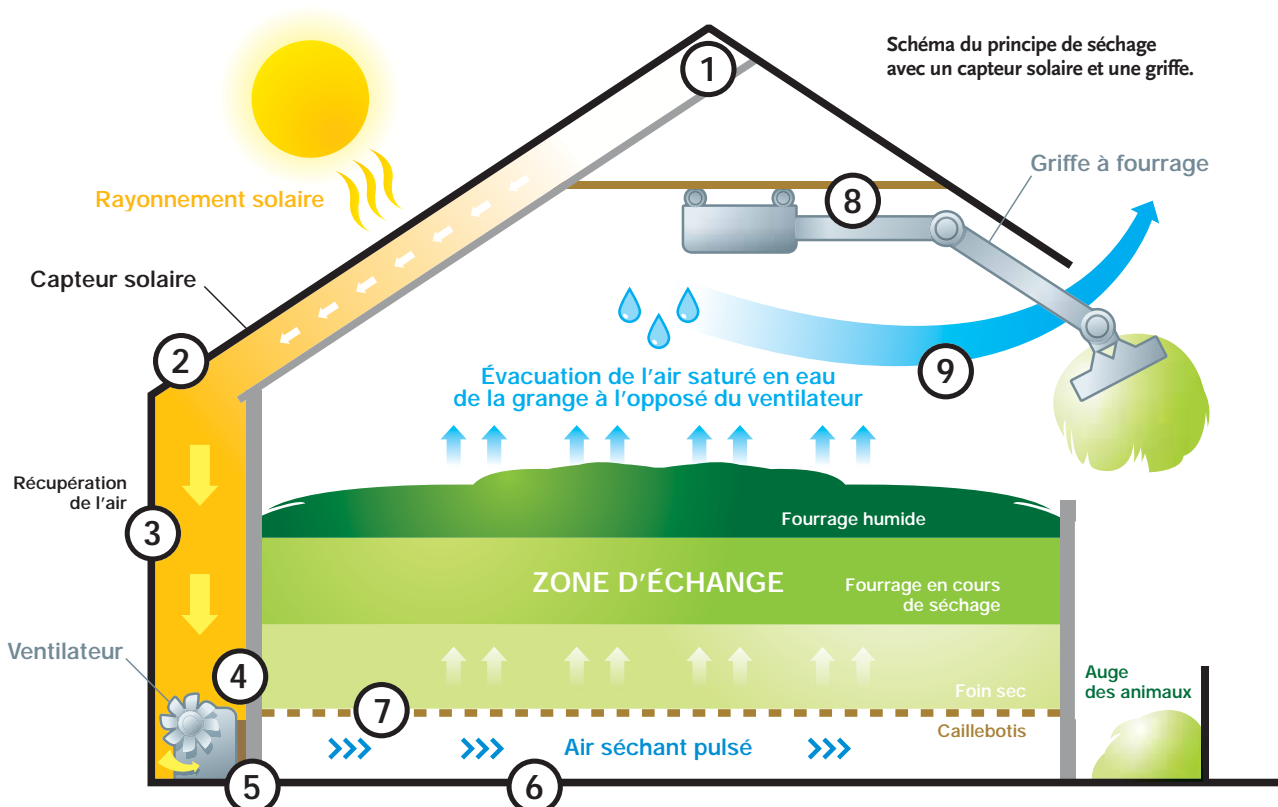 Schéma du principe de séchage
avec un capteur solaire et une griffe.
1
Griffe à fourrage
Rayonnement solaire
8
Capteur solaire
2
9
Évacuation de l'air saturé en eau
de la grange à l'opposé du ventilateur
Récupération
de l'air
3
Fourrage humide
ZONE D'ÉCHANGE
Fourrage en cours
de séchage
Ventilateur
4
Foin sec
Auge
des animaux
7
Caillebotis
Air séchant pulsé
5
6